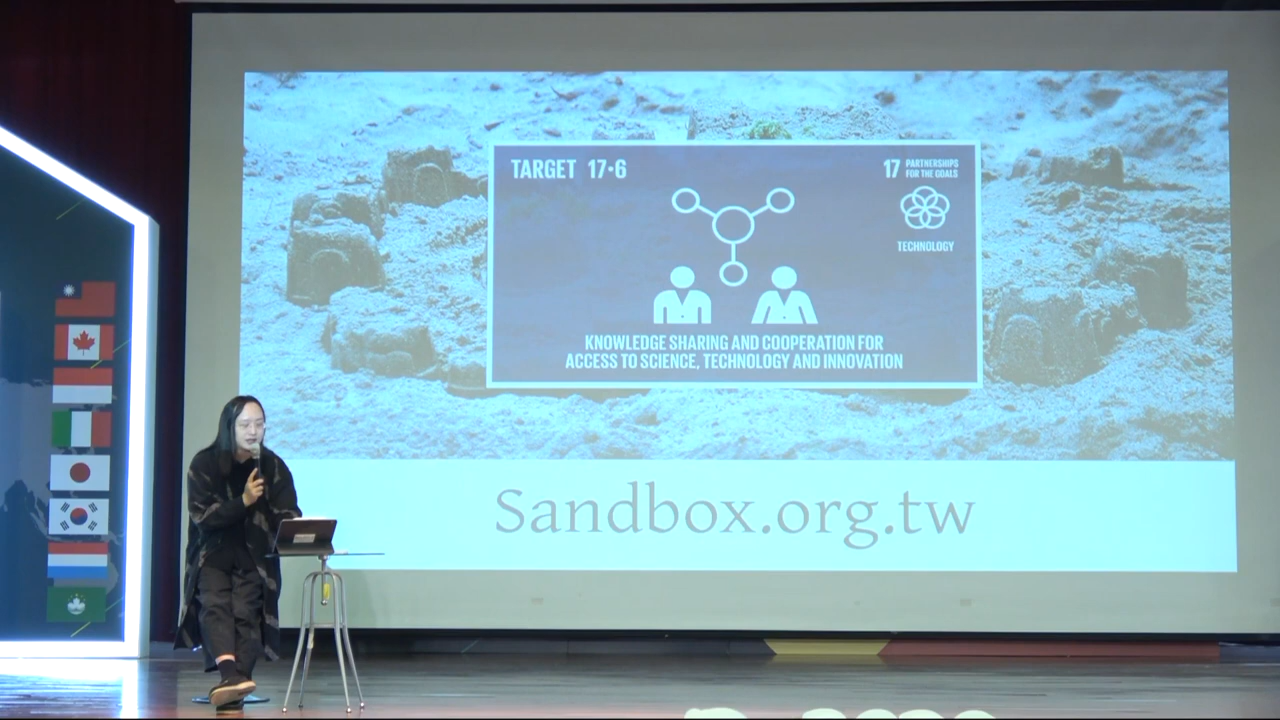 TARGET 17•6
17 PARTNERSHIPS
FOR THE GOALS
TECHNOLOGY
KNOWLEDGE SHARING AND COOPERATION FOR
ACCESS TO SCIENCE, TECHNOLOGY AND INNOVATION
Sandbox.org.tw